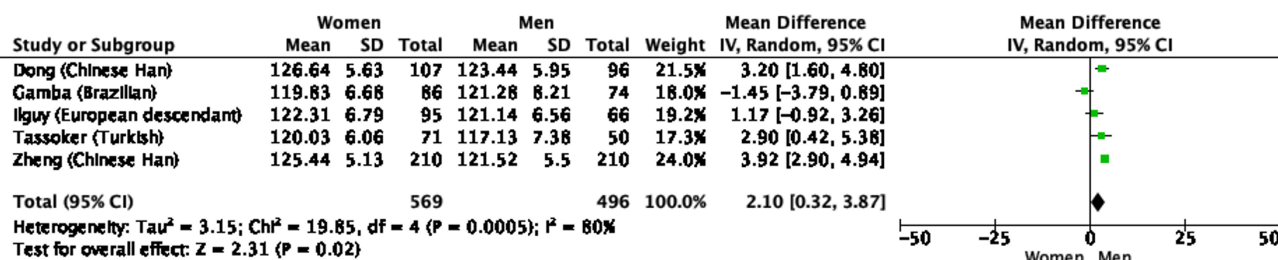 Women Men Mean Difference Mean Difference
Study or Subgroup Mean SD Total Mean SD Total Weight IV, Random, 95% CI IV, Random, 95% CI
Dong (Chinese Han) 126.64 5.63 107 123.44 5.95 96 21.5% 3.20 [1.60, 4.80]
Gamba (Brazilian) 119.83 6.68 86 121.28 8.21 74 18.0% −1.45 [−3.79, 0.89]
Ilguy (European descendant) 122.31 6.79 95 121.14 6.56 66 19.2% 1.17 [−0.92, 3.26]
Tassoker (Turkish) 120.03 6.06 71 117.13 7.38 50 17.3% 2.90 [0.42, 5.38]
Zheng (Chinese Han) 125.44 5.13 210 121.52 5.5 210 24.0% 3.92 [2.90, 4.94]
Total (95% CI) 569 496 100.0% 2.10 [0.32, 3.87]
Heterogeneity: Tau² = 3.15; Chi² = 19.85, df = 4 (P = 0.0005); I² = 80%
Test for overall effect: Z = 2.31 (P = 0.02)
−50 −25 0 25 50
Women Men